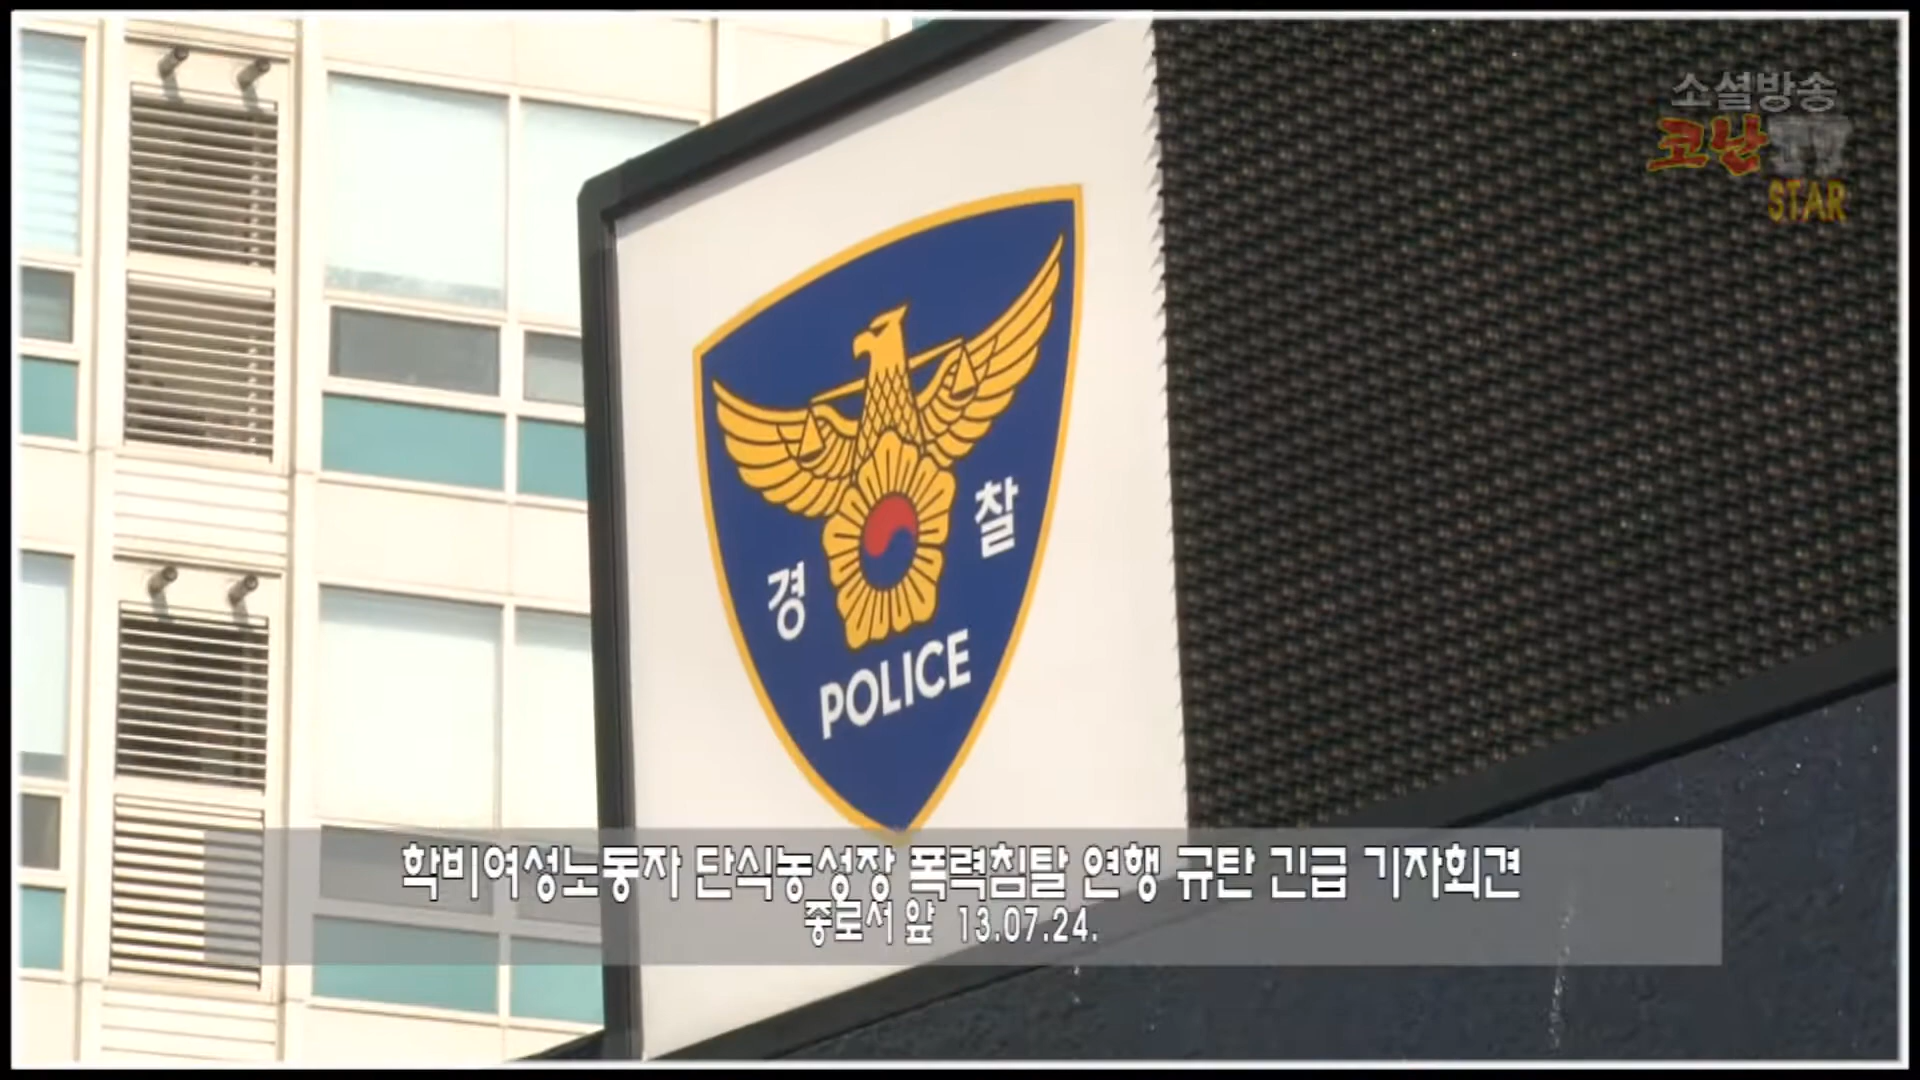 소셜방송
코난TV
STAR
경 찰
POLICE
학비여성노동자 단식농성장 폭력침탈 연행 규탄 긴급 기자회견
종로서 앞 13.07.24.